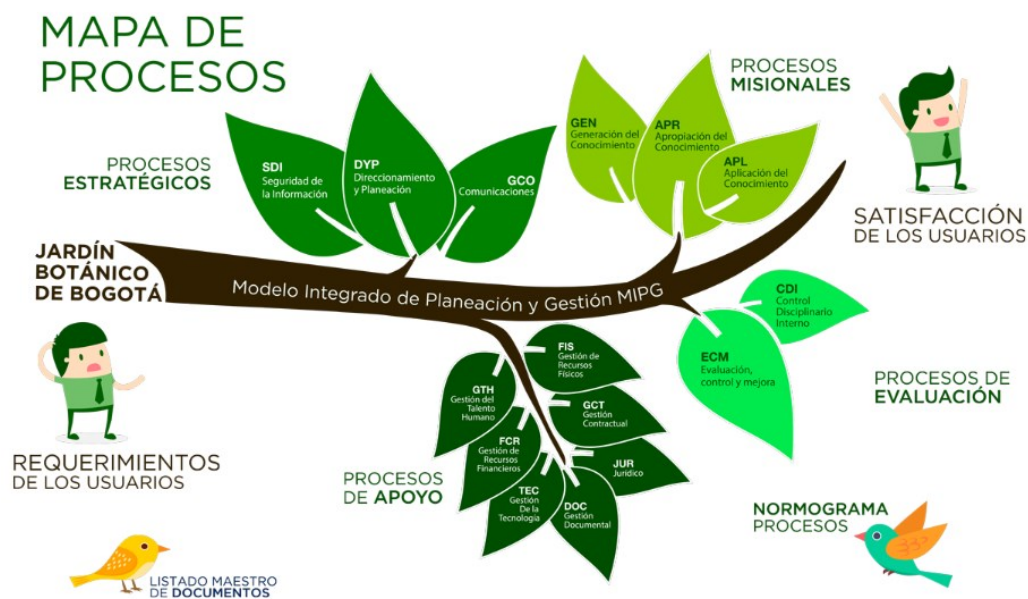 MAPA DE
PROCESOS
PROCESOS
ESTRATÉGICOS
SDI
Seguridad de
la Información
DYP
Direccionamiento
y Planeación
GCO
Comunicaciones
PROCESOS
MISIONALES
GEN
Generación del
Conocimiento
APR
Apropiación del
Conocimiento
APL
Aplicación del
Conocimiento
SATISFACCIÓN
DE LOS USUARIOS
JARDÍN
BOTÁNICO
DE BOGOTÁ
Modelo Integrado de Planeación y Gestión MIPG
CDI
Control
Disciplinario
Interno
ECM
Evaluación,
control y mejora
PROCESOS DE
EVALUACIÓN
FIS
Gestión de
Recursos
Físicos
GTH
Gestión del
Talento
Humano
GCT
Gestión
Contractual
FCR
Gestión de
Recursos
Financieros
JUR
Jurídico
TEC
Gestión
De la
Tecnología
DOC
Gestión
Documental
PROCESOS
DE APOYO
REQUERIMIENTOS
DE LOS USUARIOS
NORMOGRAMA
PROCESOS
LISTADO MAESTRO
DE DOCUMENTOS